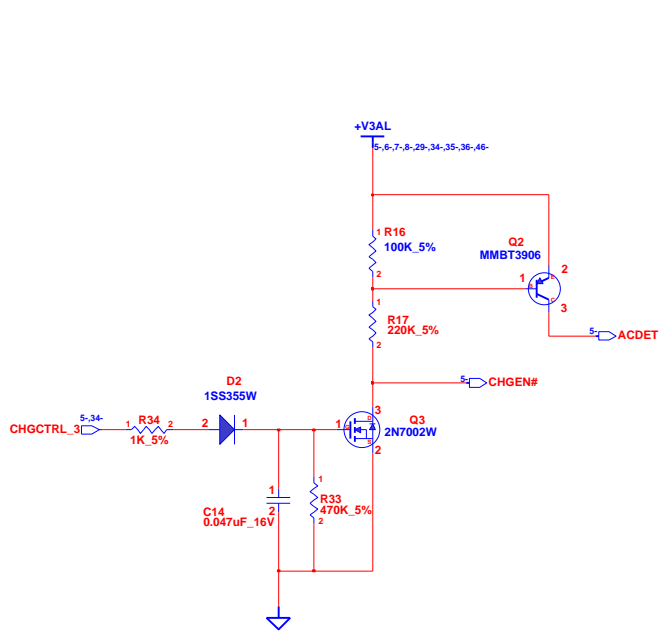 +V3AL
5-,6-,7-,8-,29-,34-,35-,36-,46-
1 R16
100K_5%
2
Q2
MMBT3906
2
1
B
E
C
3
1
R17
220K_5%
2
5- ACDET
5- CHGEN#
D2
1SS355W
5-,34-
CHGCTRL_3
1 R34 2
1K_5%
2 1
1
3
Q3
2N7002W
D
G
S
2
1
C14
2
0.047uF_16V
1
R33
470K_5%
2